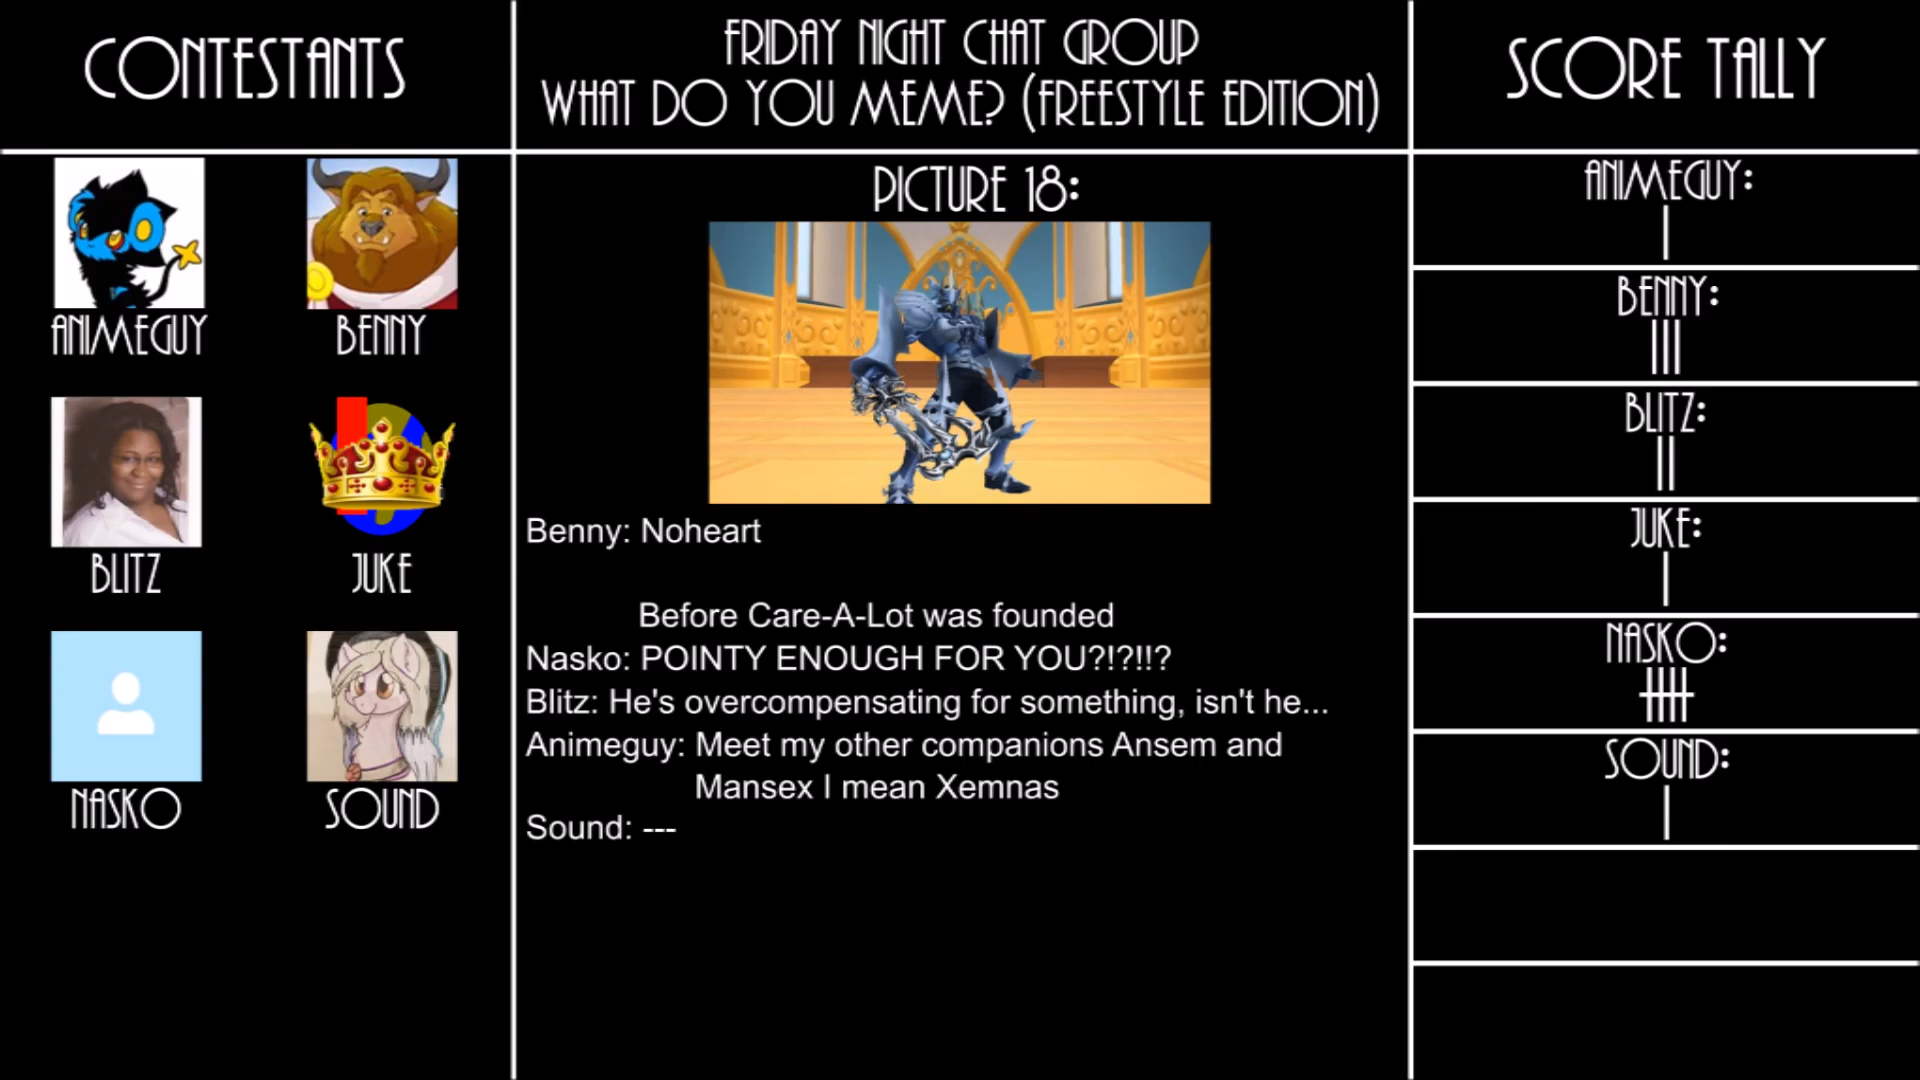 CONTESTANTS
FRIDAY NIGHT CHAT GROUP
WHAT DO YOU MEME? (FREESTYLE EDITION)
SCORE TALLY
ANIMEGUY
BENNY
BLITZ
JUKE
NASKO
SOUND
PICTURE 18:
Benny: Noheart
Before Care-A-Lot was founded
Nasko: POINTY ENOUGH FOR YOU?!?!!?
Blitz: He's overcompensating for something, isn't he...
Animeguy: Meet my other companions Ansem and
Mansex I mean Xemnas
Sound: ---
ANIMEGUY:
BENNY:
BLITZ:
JUKE:
NASKO:
SOUND: